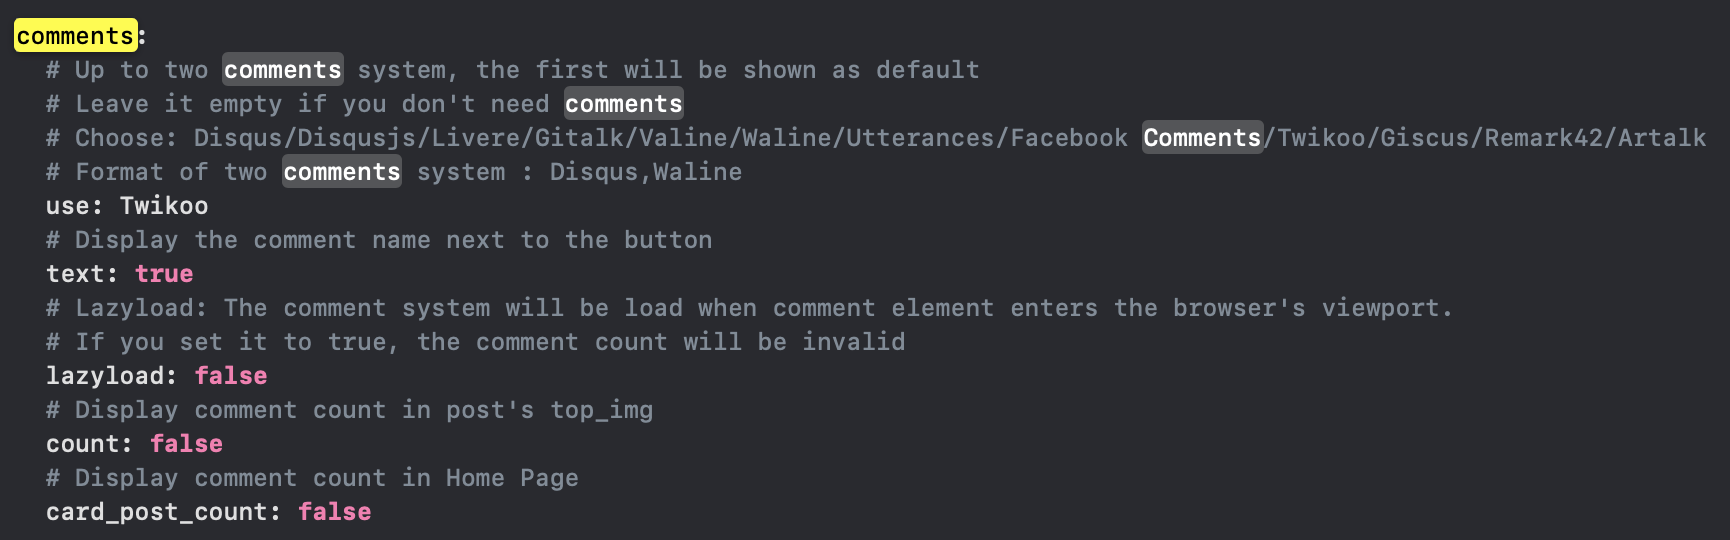 comments:
# Up to two comments system, the first will be shown as default
# Leave it empty if you don't need comments
# Choose: Disqus/Disqusjs/Livere/Gitalk/Valine/Waline/Utterances/Facebook Comments/Twikoo/Giscus/Remark42/Artalk
# Format of two comments system : Disqus,Waline
use: Twikoo
# Display the comment name next to the button
text: true
# Lazyload: The comment system will be load when comment element enters the browser's viewport.
# If you set it to true, the comment count will be invalid
lazyload: false
# Display comment count in post's top_img
count: false
# Display comment count in Home Page
card_post_count: false